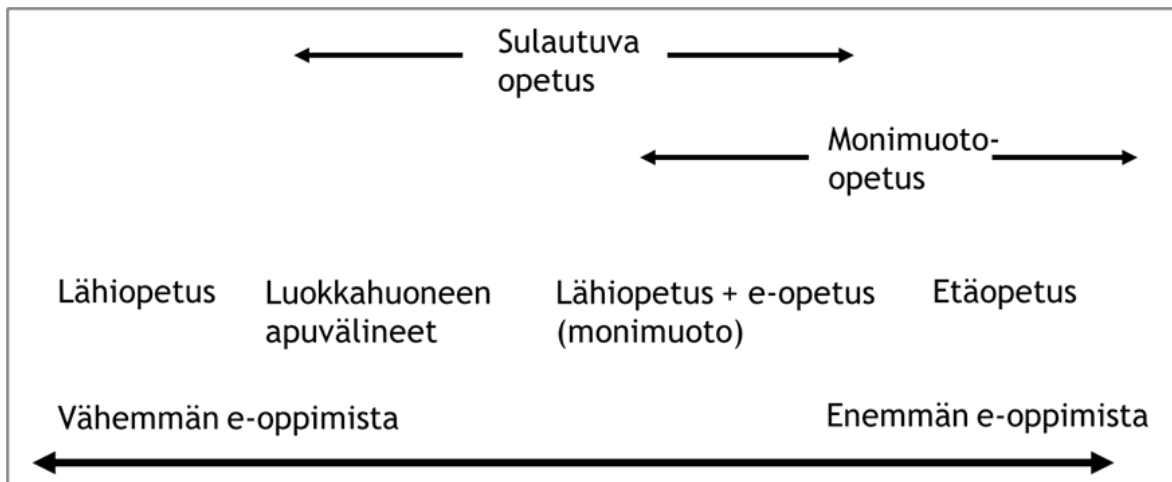 Sulautuva
opetus
Monimuoto-
opetus
Lähiopetus
Luokkahuoneen
apuvälineet
Lähiopetus + e-opetus
(monimuoto)
Etäopetus
Vähemmän e-oppimista
Enemmän e-oppimista